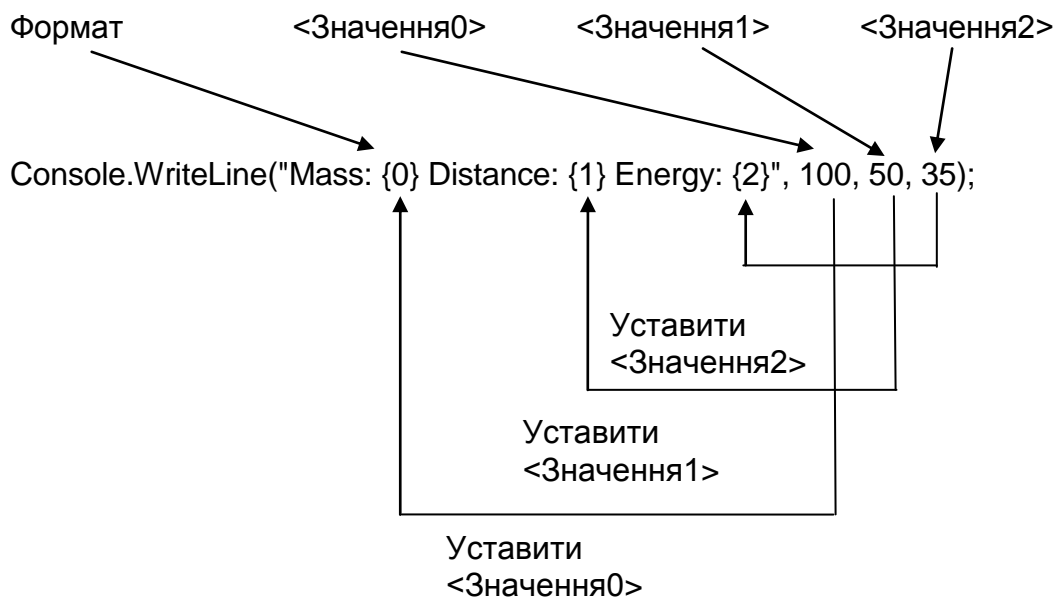 Формат <Значення0> <Значення1> <Значення2>
Console.WriteLine("Mass: {0} Distance: {1} Energy: {2}", 100, 50, 35);
Уставити
<Значення2>
Уставити
<Значення1>
Уставити
<Значення0>